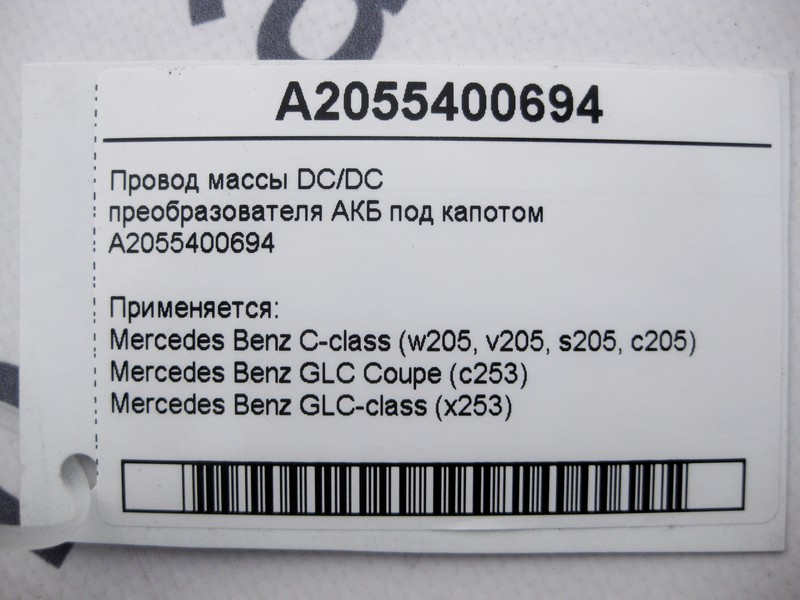 A2055400694
Провод массы DC/DC
преобразователя АКБ под капотом
A2055400694
Применяется:
Mercedes Benz C-class (w205, v205, s205, c205)
Mercedes Benz GLC Coupe (c253)
Mercedes Benz GLC-class (x253)